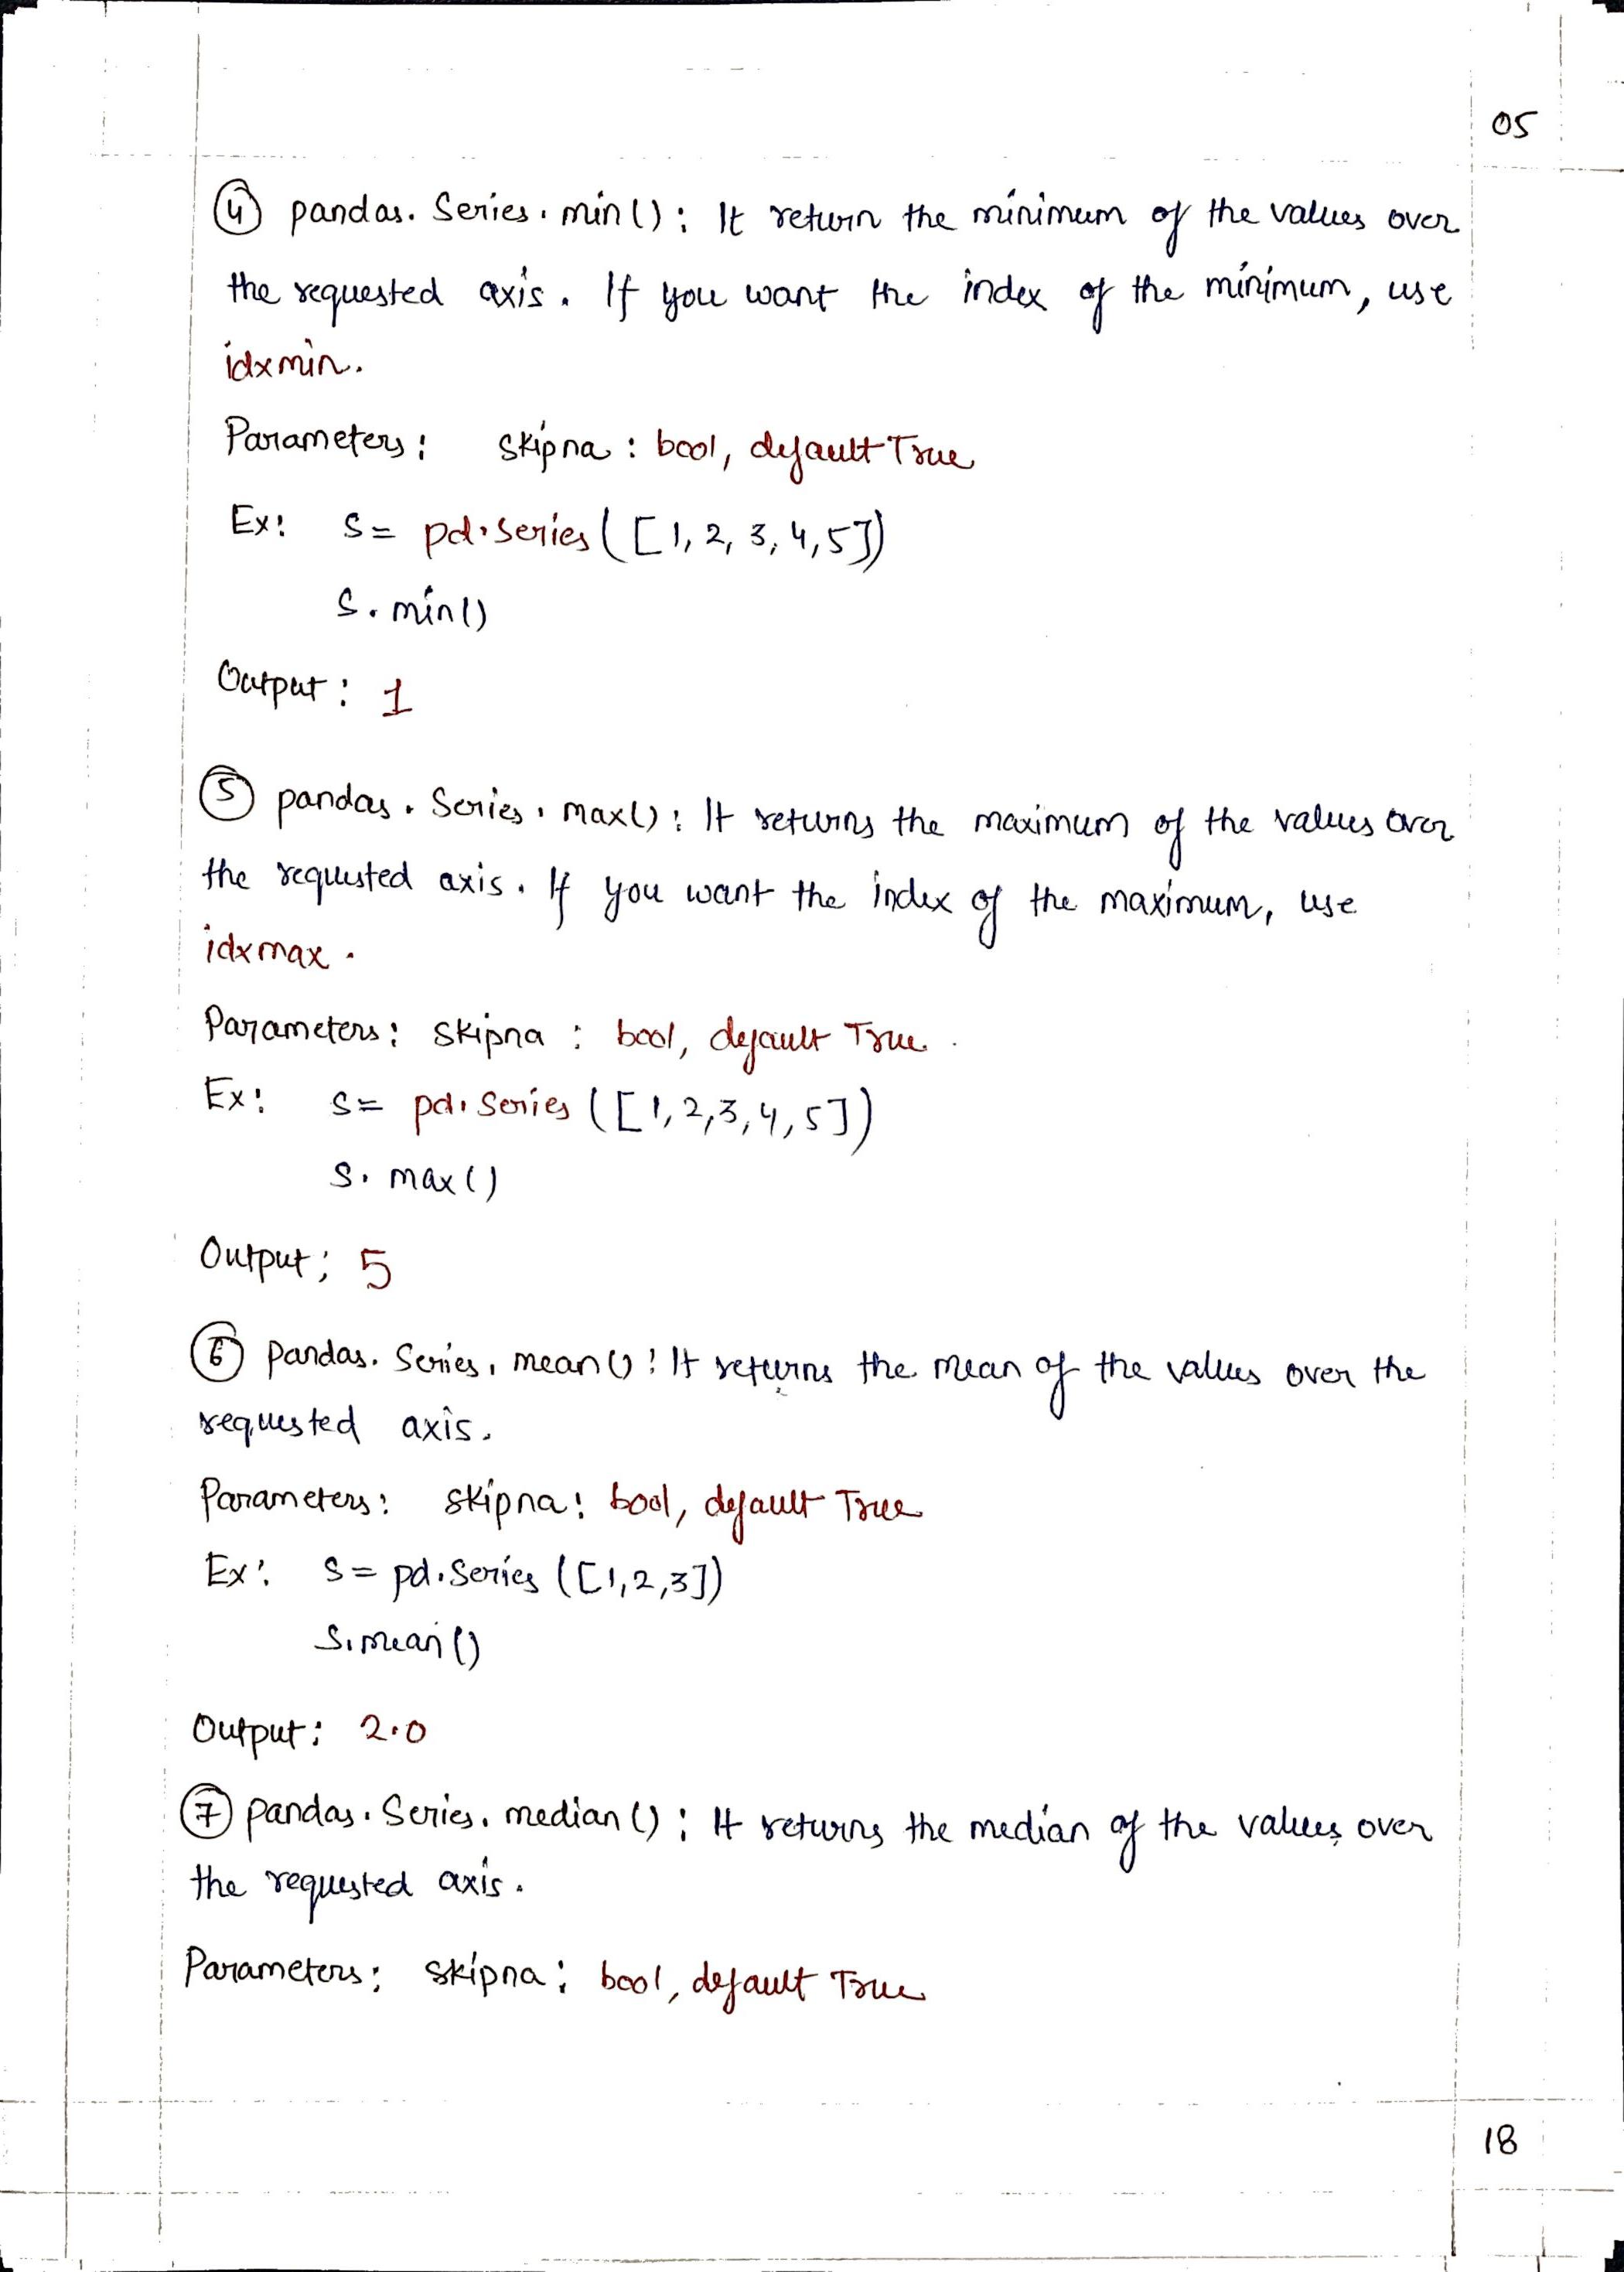 05
④ pandas. Series. min(): It return the minimum of the values over
the requested axis. If you want the index of the minimum, use
idxmin.
Parameters: skipna: bool, default True
Ex: S= pd.series([1, 2, 3, 4, 5])
S. min()
Output: 1
⑤ pandas. Series. max(): It returns the maximum of the values over
the requested axis. If you want the index of the maximum, use
idxmax.
Parameters: skipna: bool, default True.
Ex: S= pd. Series ([1, 2, 3, 4, 5])
S. max()
Output: 5
⑥ pandas. Series. mean(): It returns the mean of the values over the
requested axis.
Parameters: skipna: bool, default True
Ex: S= pd. Series ([1, 2, 3])
S. mean()
Output: 2.0
⑦ pandas. Series. median(): It returns the median of the values over
the requested axis.
Parameters: skipna: bool, default True
18